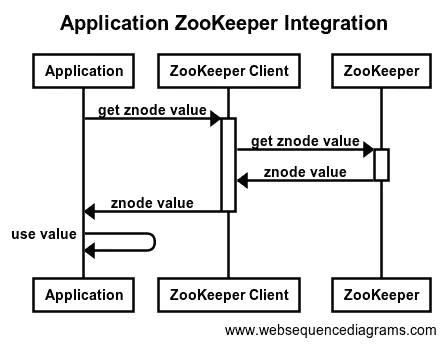 Application ZooKeeper Integration
Application
ZooKeeper Client
ZooKeeper
get znode value
get znode value
znode value
znode value
use value
Application
ZooKeeper Client
ZooKeeper
www.websequencediagrams.com